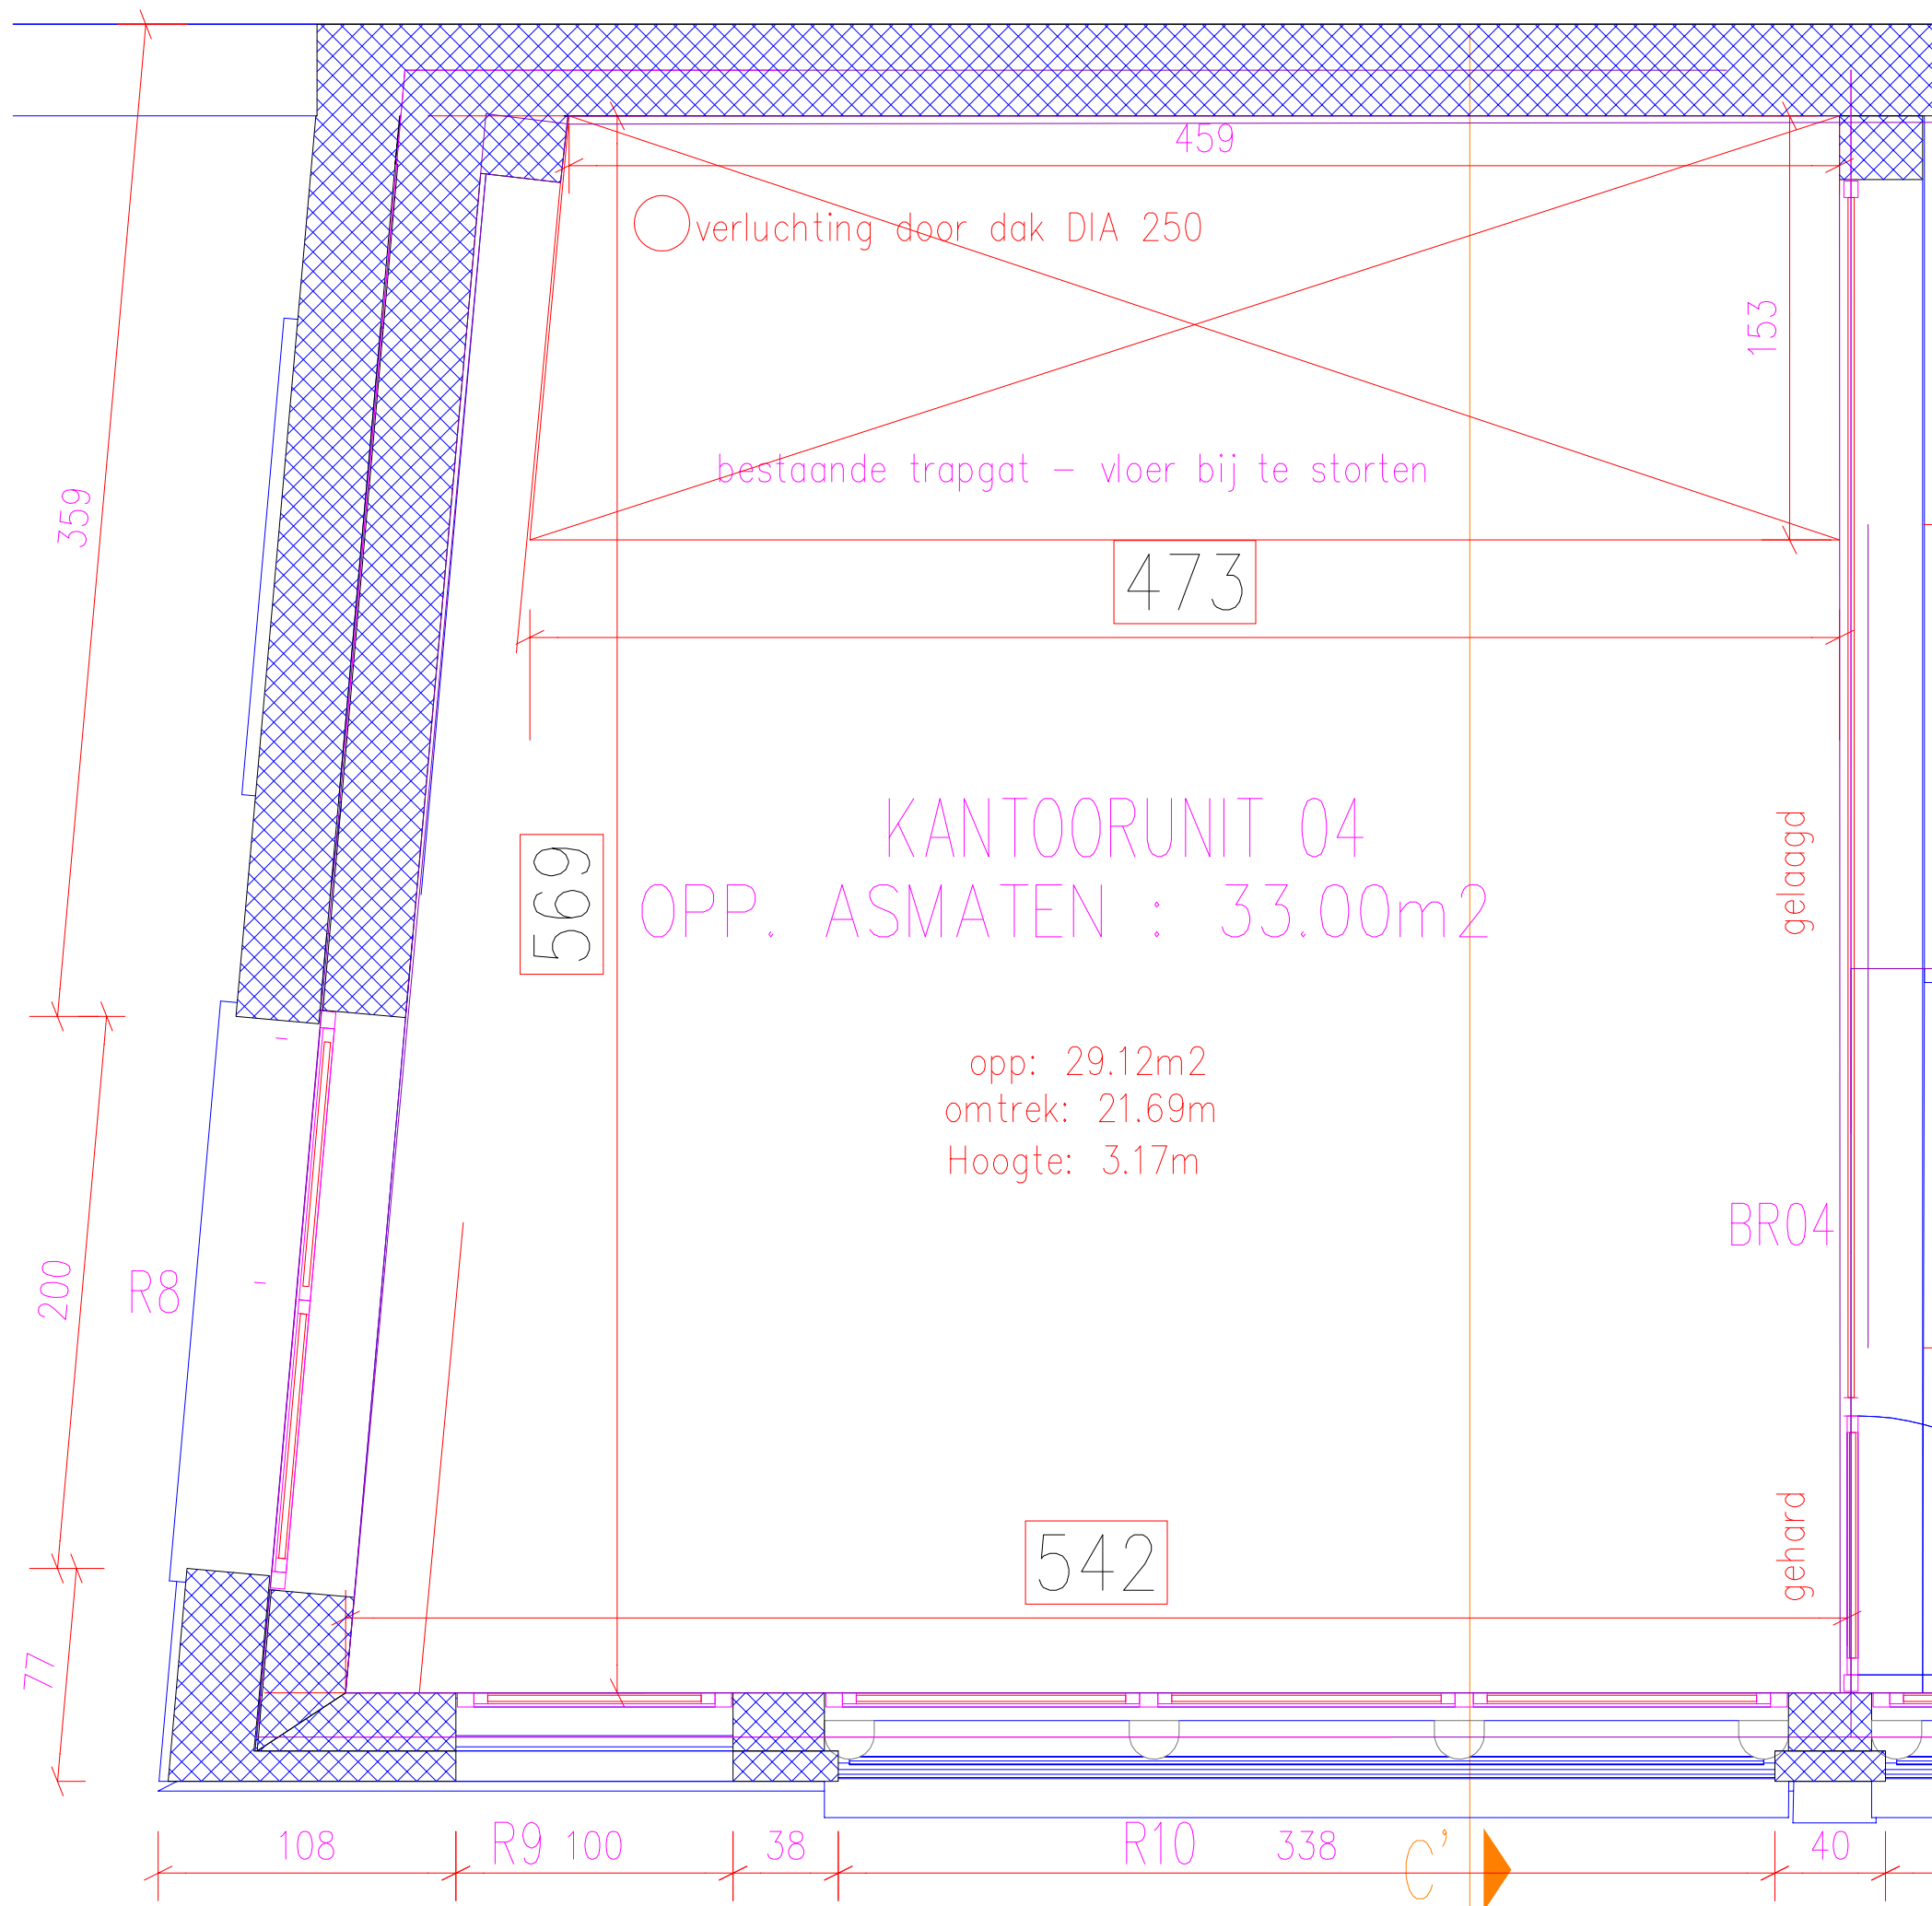 459
verluchting door dak DIA 250
153
bestaande trapgat – vloer bij te storten
359
473
KANTOORUNIT 04
569
gelaagd
OPP. ASMATEN : 33.00m2
opp: 29.12m2
omtrek: 21.69m
Hoogte: 3.17m
BR04
200
R8
542
gehard
77
108
R9 100
38
R10
338
C'
40